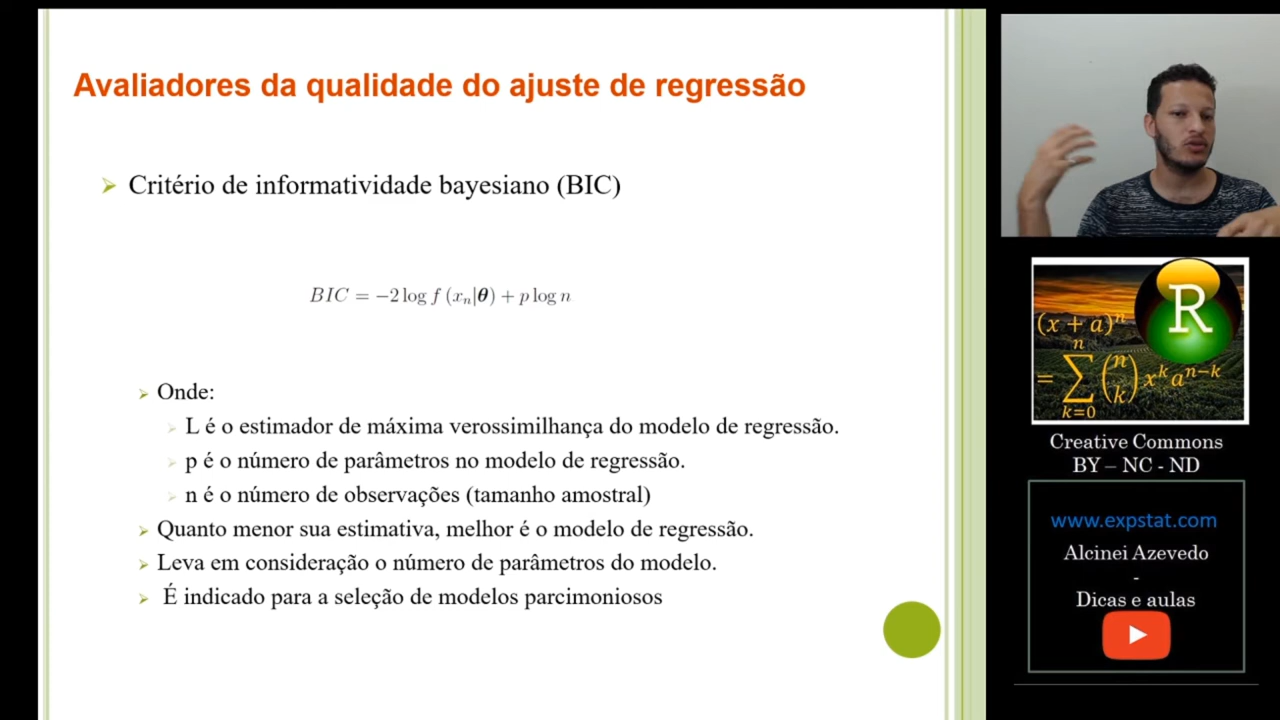 Avaliadores da qualidade do ajuste de regressão
Critério de informatividade bayesiano (BIC)
BIC = −2 log f (xₙ|θ) + p log n
Onde:
L é o estimador de máxima verossimilhança do modelo de regressão.
p é o número de parâmetros no modelo de regressão.
n é o número de observações (tamanho amostral)
Quanto menor sua estimativa, melhor é o modelo de regressão.
Leva em consideração o número de parâmetros do modelo.
É indicado para a seleção de modelos parcimoniosos
R
(x + a)ⁿ
n
= ∑ (n k) xᵏaⁿ⁻ᵏ
k=0
Creative Commons
BY – NC - ND
www.expstat.com
Alcinei Azevedo
-
Dicas e aulas